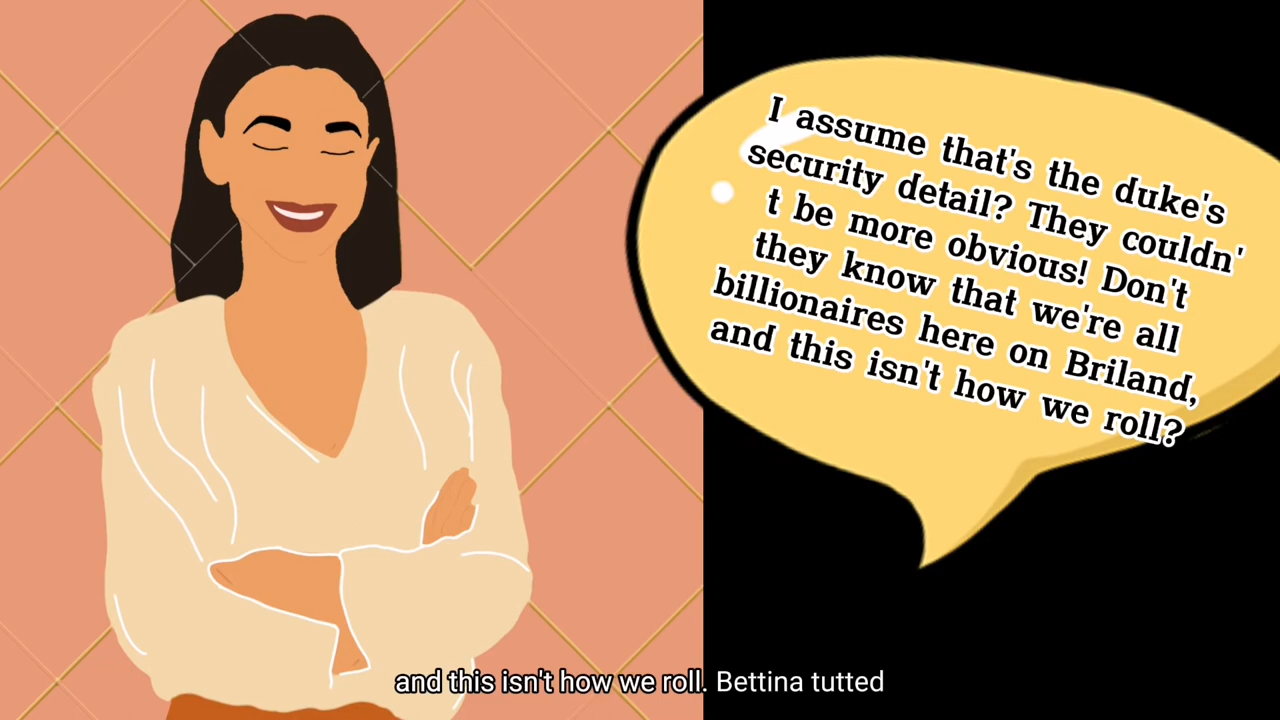 I assume that's the duke's
security detail? They couldn'
t be more obvious! Don't
they know that we're all
billionaires here on Briland,
and this isn't how we roll?
and this isn't how we roll. Bettina tutted